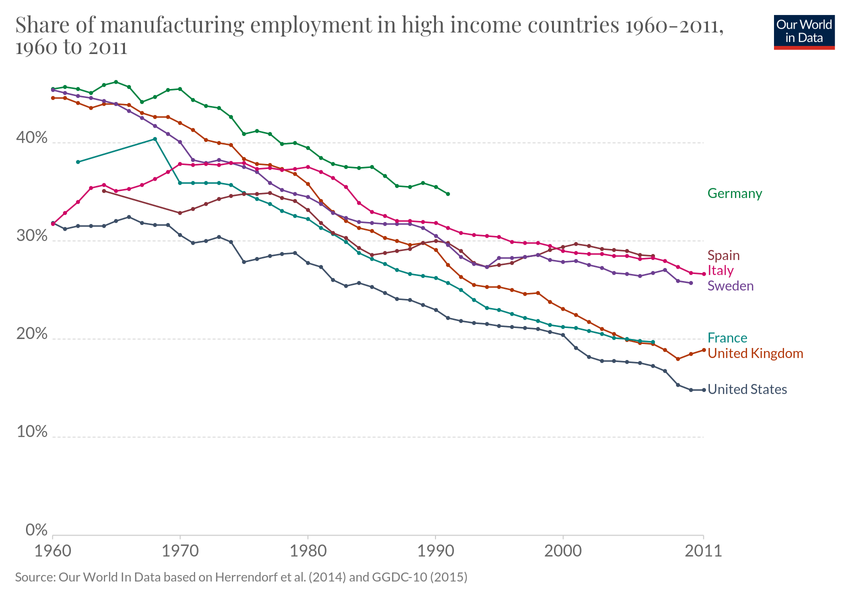 Share of manufacturing employment in high income countries 1960-2011,
1960 to 2011
Our World
in Data
40%
30%
20%
10%
0%
Germany
Spain
Italy
Sweden
France
United Kingdom
United States
1960
1970
1980
1990
2000
2011
Source: Our World In Data based on Herrendorf et al. (2014) and GGDC-10 (2015)